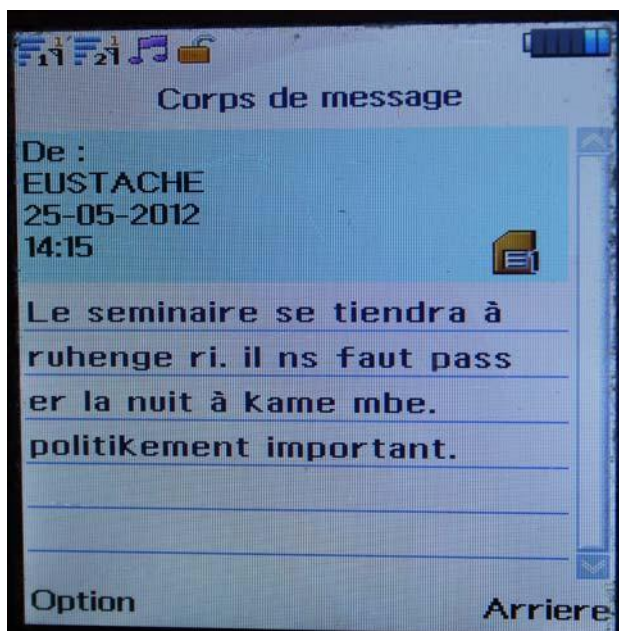 Corps de message
De :
EUSTACHE
25-05-2012
14:15
Le seminaire se tiendra à
ruhenge ri. il ns faut pass
er la nuit à kame mbe.
politikement important.
Option
Arriere